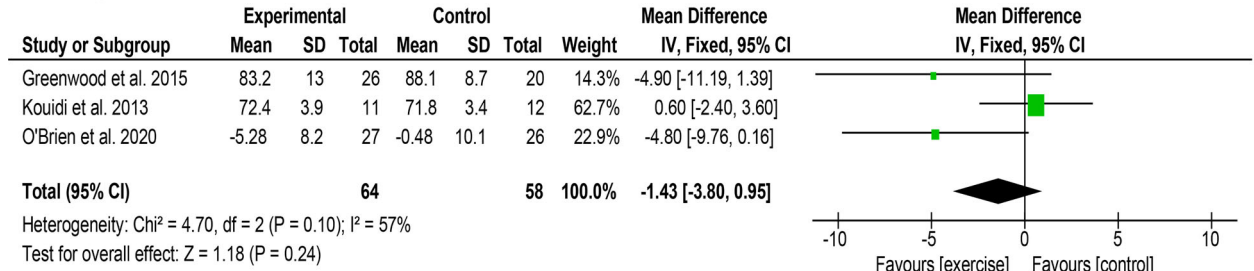 Experimental Control Mean Difference Mean Difference
Study or Subgroup Mean SD Total Mean SD Total Weight IV, Fixed, 95% CI IV, Fixed, 95% CI
Greenwood et al. 2015 83.2 13 26 88.1 8.7 20 14.3% -4.90 [-11.19, 1.39]
Kouidi et al. 2013 72.4 3.9 11 71.8 3.4 12 62.7% 0.60 [-2.40, 3.60]
O'Brien et al. 2020 -5.28 8.2 27 -0.48 10.1 26 22.9% -4.80 [-9.76, 0.16]
Total (95% CI) 64 58 100.0% -1.43 [-3.80, 0.95]
Heterogeneity: Chi² = 4.70, df = 2 (P = 0.10); I² = 57%
Test for overall effect: Z = 1.18 (P = 0.24)
-10 -5 0 5 10
Favours [exercise] Favours [control]